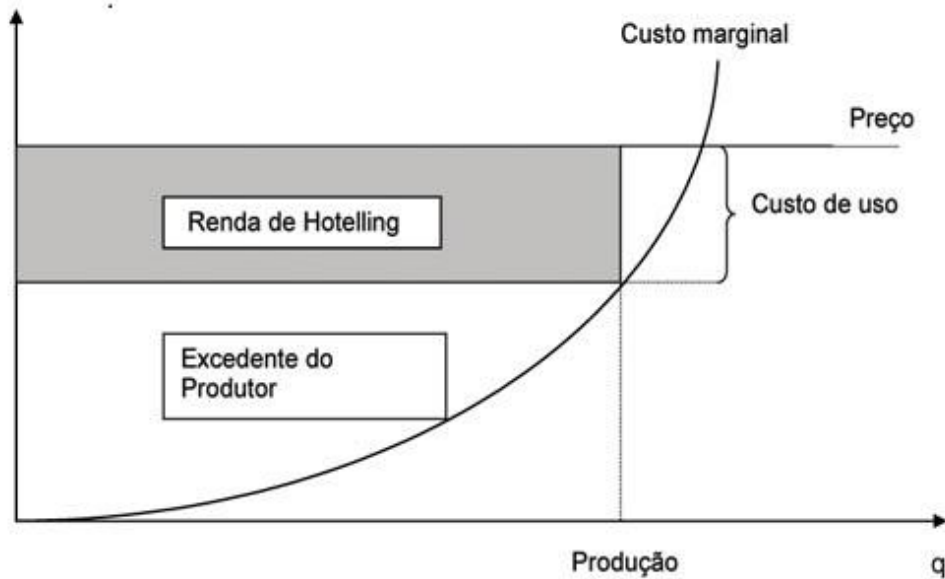 Custo marginal
Preço
Renda de Hotelling
Custo de uso
Excedente do
Produtor
Produção
q